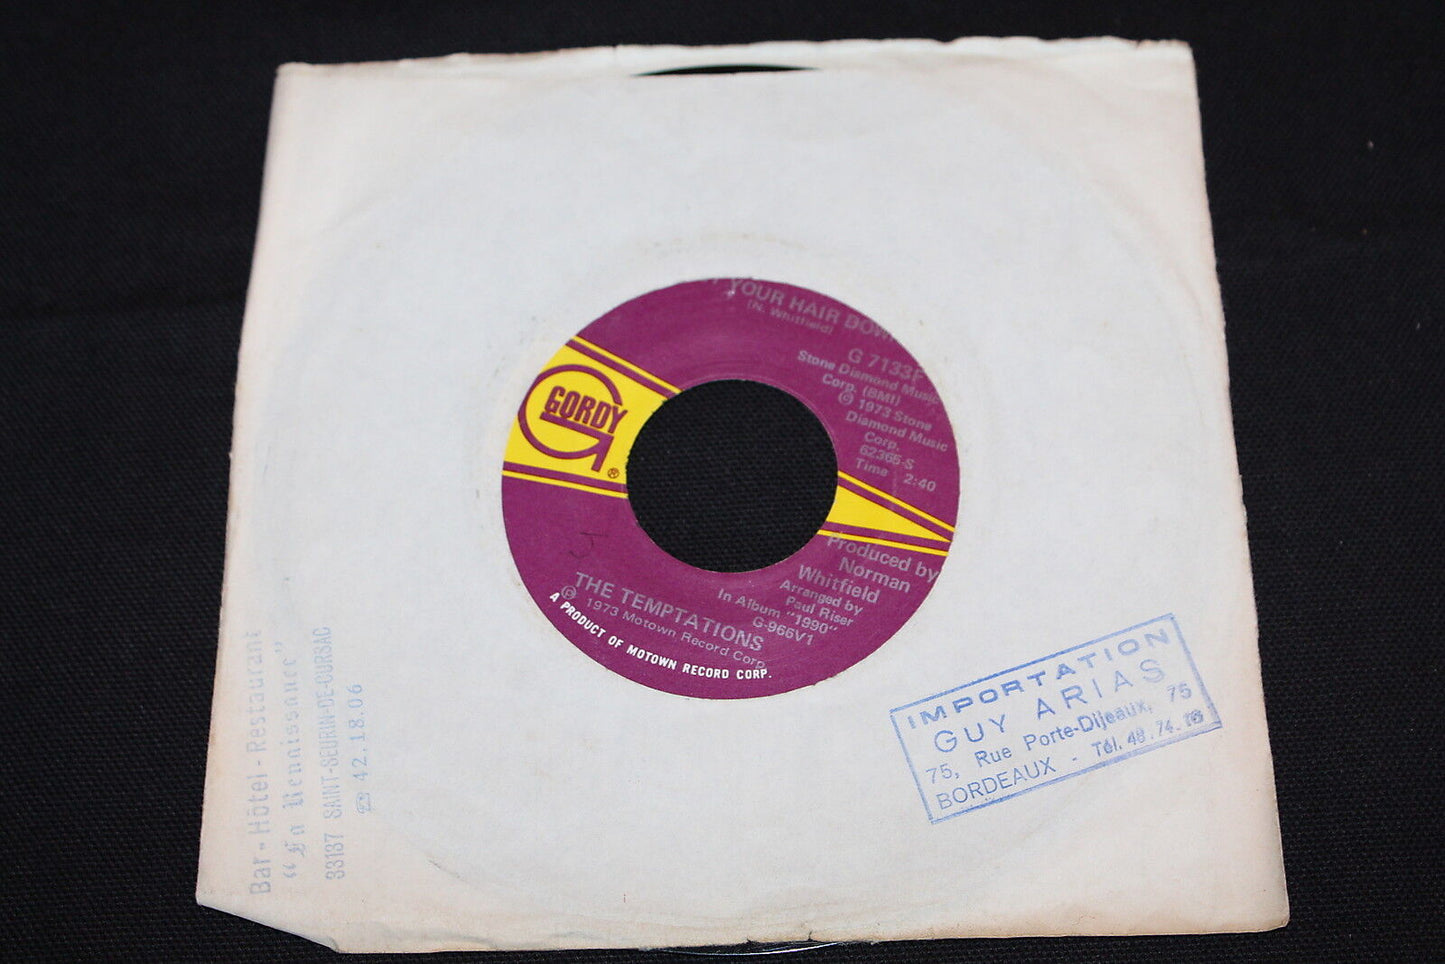 YOUR HAIR DOWN
(N. Whitfield)
G 7133F
Stone Diamond Music
Corp. (BMI)
© 1973 Stone
Diamond Music
Corp.
62365-S
Time 2:40
GORDY
®
Produced by
Norman
Whitfield
Arranged by
Paul Riser
In Album "1990"
G-966V1
THE TEMPTATIONS
℗ 1973 Motown Record Corp.
A PRODUCT OF MOTOWN RECORD CORP.
IMPORTATION
GUY ARIAS
75, Rue Porte-Dijeaux, 75
BORDEAUX - Tél. 48.74.16
Bar - Hôtel - Restaurant
"La Renaissance"
33137 SAINT-SEURIN-DE-CURSAC
☎ 42.18.06